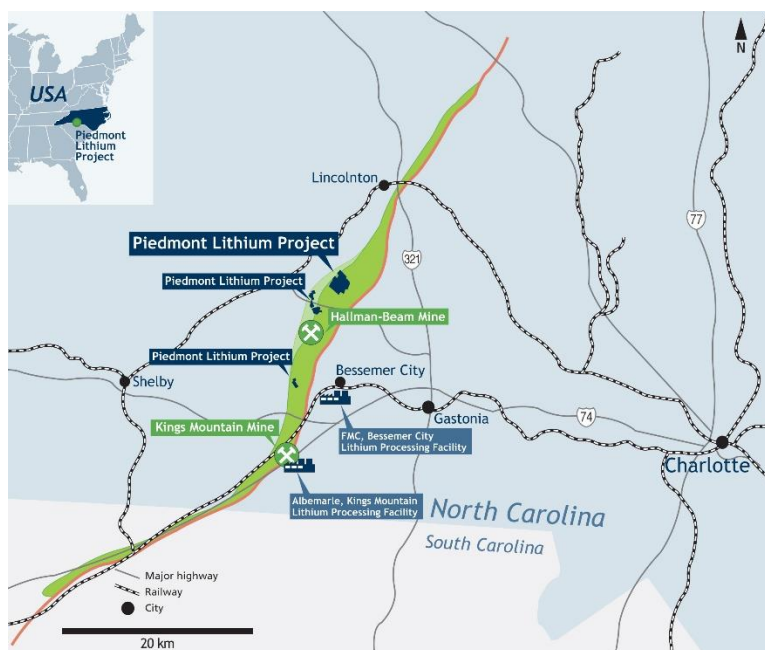 USA
Piedmont
Lithium
Project
N
Lincolnton
77
Piedmont Lithium Project
321
Piedmont Lithium Project
Hallman-Beam Mine
Piedmont Lithium Project
Shelby
Bessemer City
Gastonia
74
Kings Mountain Mine
FMC, Bessemer City
Lithium Processing Facility
Charlotte
Albemarle, Kings Mountain
Lithium Processing Facility
North Carolina
South Carolina
Major highway
Railway
City
20 km